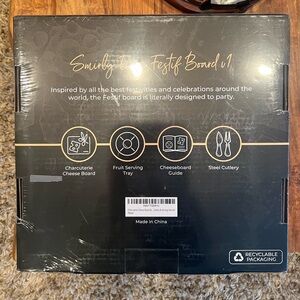 Smirly
Festif Board v1
Inspired by all the best festivities and celebrations around the
world, the Festif board is literally designed to party.
Charcuterie
Cheese Board
Fruit Serving
Tray
Cheeseboard
Guide
Steel Cutlery
Made in China
RECYCLABLE
PACKAGING